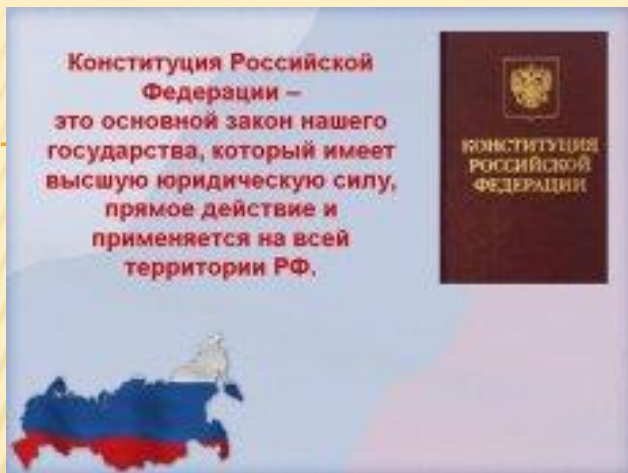 Конституция Российской
Федерации –
это основной закон нашего
государства, который имеет
высшую юридическую силу,
прямое действие и
применяется на всей
территории РФ.
КОНСТИТУЦИЯ
РОССИЙСКОЙ
ФЕДЕРАЦИИ